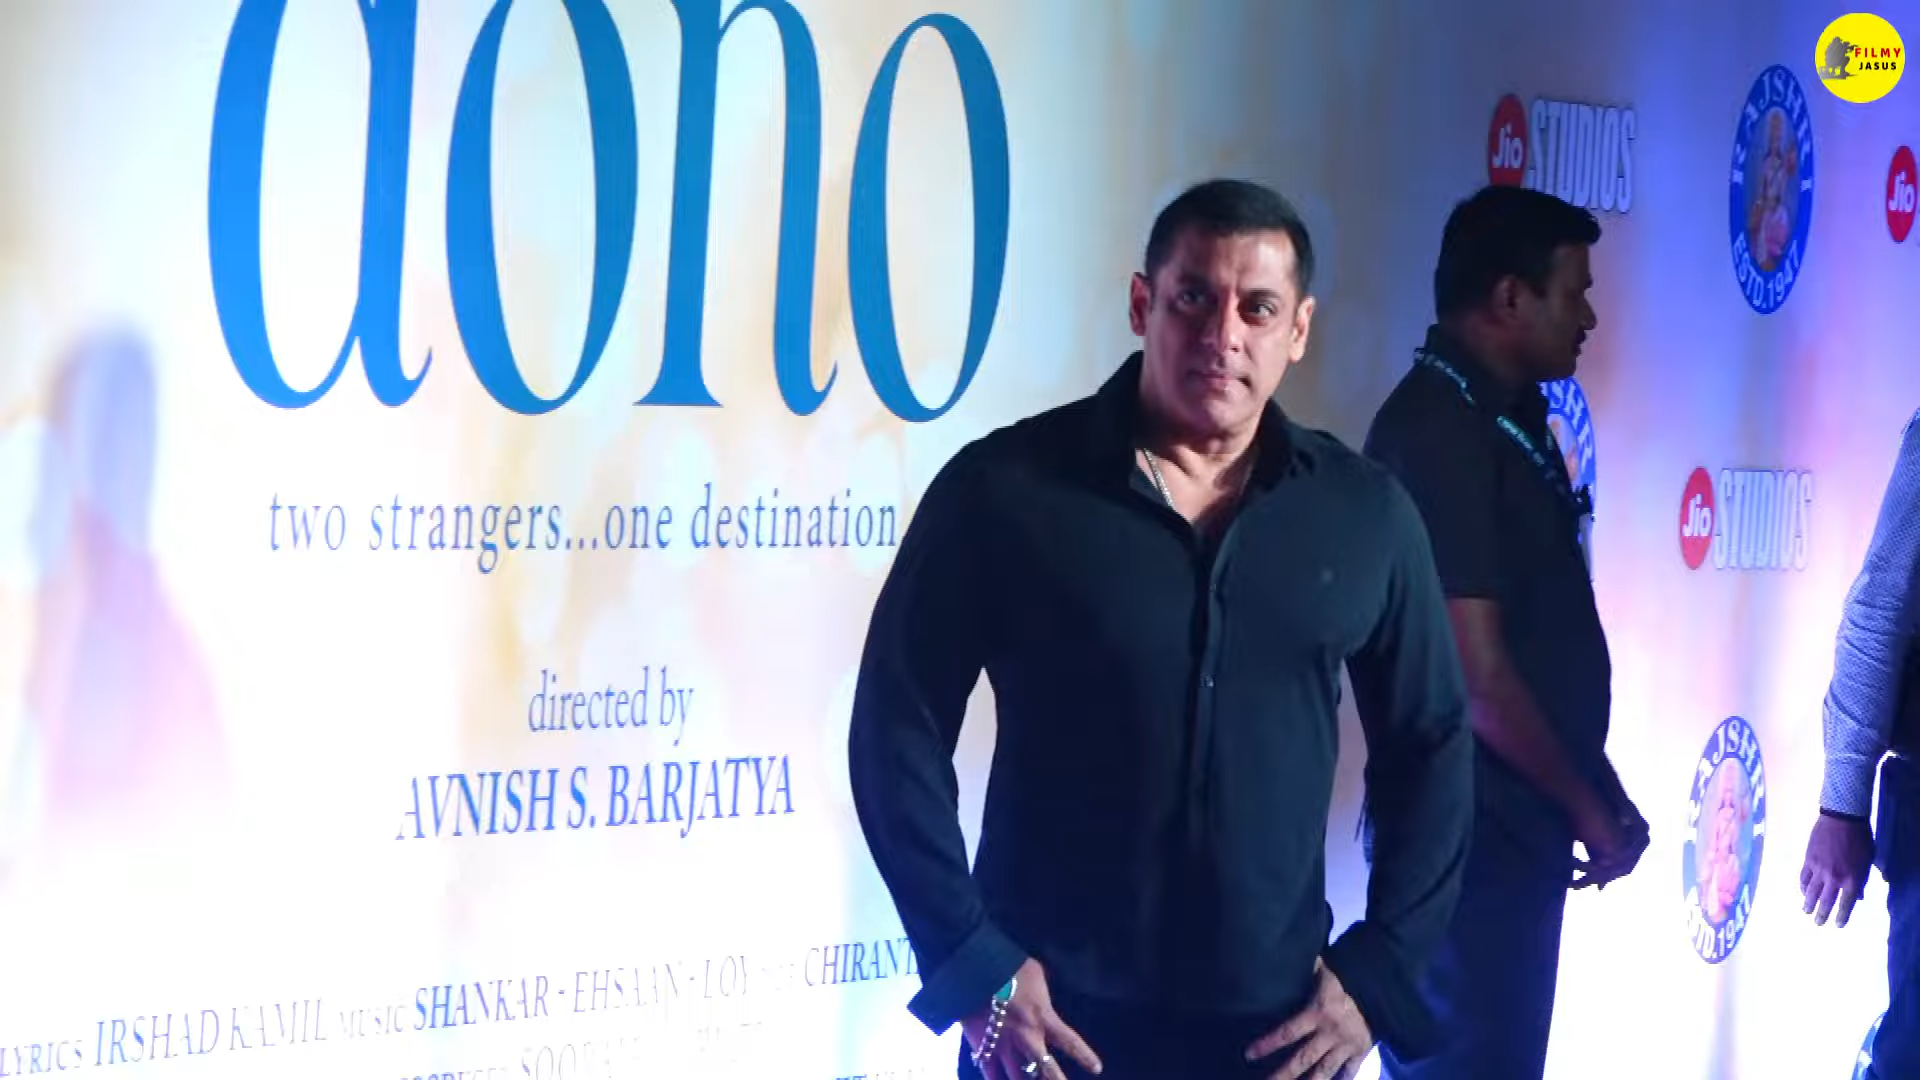 dono
two strangers...one destination
directed by
AVNISH S. BARJATYA
LYRICS IRSHAD KAMIL MUSIC SHANKAR - EHSAAN - LOY
FILMY
JASUS
Jio STUDIOS
RAJSHRI
ESTD.1947
Jio
Jio STUDIOS
RAJSHRI
ESTD.1947